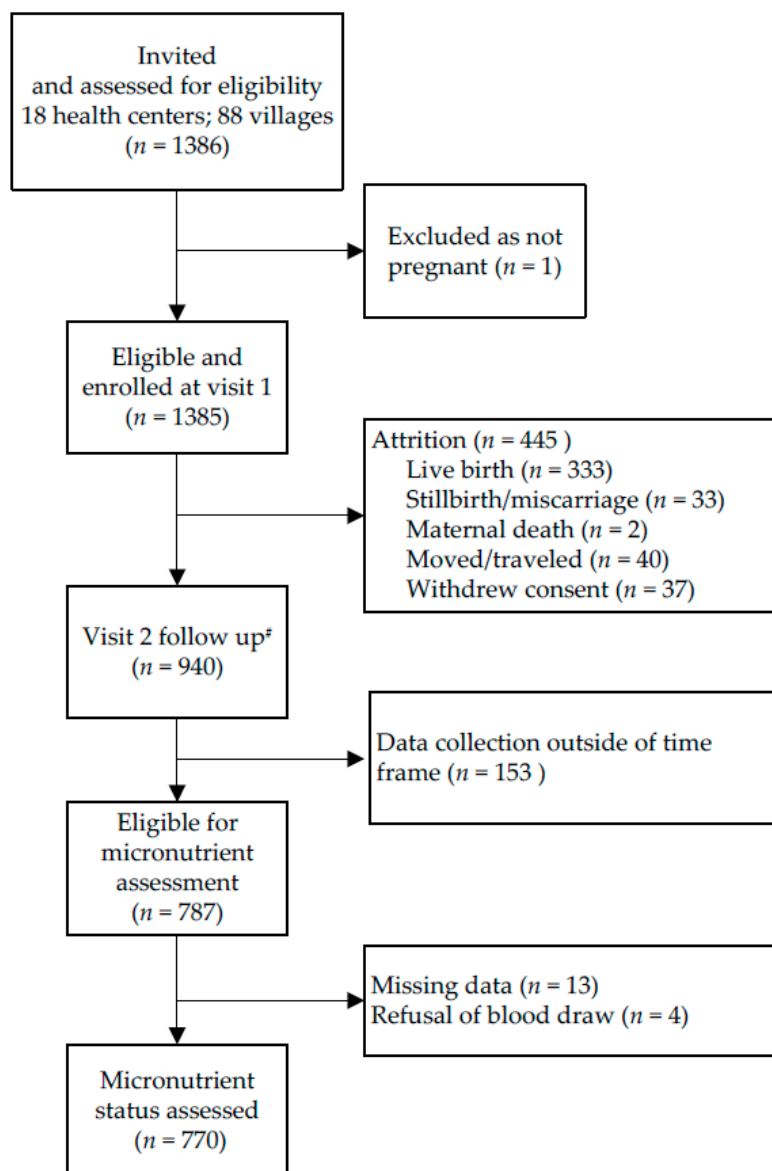 Invited
and assessed for eligibility
18 health centers; 88 villages
(n = 1386)
Excluded as not
pregnant (n = 1)
Eligible and
enrolled at visit 1
(n = 1385)
Attrition (n = 445 )
Live birth (n = 333)
Stillbirth/miscarriage (n = 33)
Maternal death (n = 2)
Moved/traveled (n = 40)
Withdrew consent (n = 37)
Visit 2 follow up‡
(n = 940)
Data collection outside of time
frame (n = 153 )
Eligible for
micronutrient
assessment
(n = 787)
Missing data (n = 13)
Refusal of blood draw (n = 4)
Micronutrient
status assessed
(n = 770)